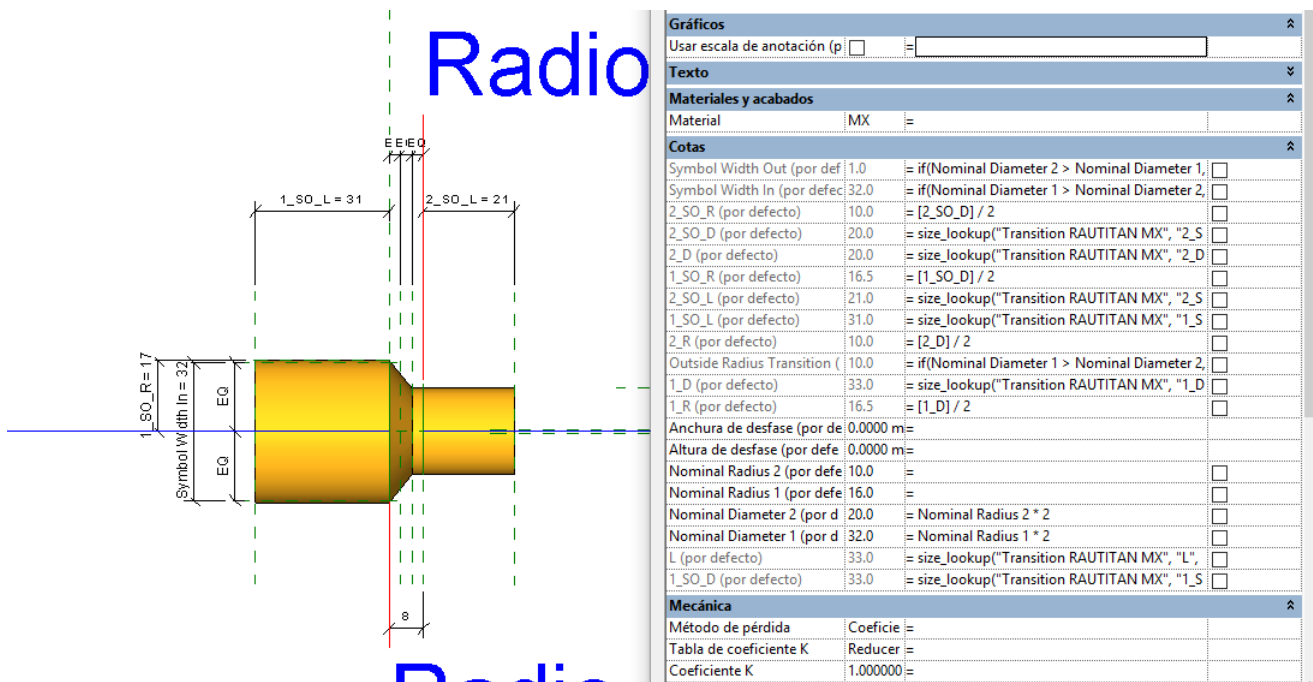 Radio
E E E Q
1_SO_L = 31
2_SO_L = 21
1_SO_R = 17
Symbol Width In = 32
EQ
EQ
8
Radio
Gráficos
Usar escala de anotación (p =
Texto
Materiales y acabados
Material MX =
Cotas
Symbol Width Out (por def 1.0 = if(Nominal Diameter 2 > Nominal Diameter 1,
Symbol Width In (por defec 32.0 = if(Nominal Diameter 1 > Nominal Diameter 2,
2_SO_R (por defecto) 10.0 = [2_SO_D] / 2
2_SO_D (por defecto) 20.0 = size_lookup("Transition RAUTITAN MX", "2_S
2_D (por defecto) 20.0 = size_lookup("Transition RAUTITAN MX", "2_D
1_SO_R (por defecto) 16.5 = [1_SO_D] / 2
2_SO_L (por defecto) 21.0 = size_lookup("Transition RAUTITAN MX", "2_S
1_SO_L (por defecto) 31.0 = size_lookup("Transition RAUTITAN MX", "1_S
2_R (por defecto) 10.0 = [2_D] / 2
Outside Radius Transition ( 10.0 = if(Nominal Diameter 1 > Nominal Diameter 2,
1_D (por defecto) 33.0 = size_lookup("Transition RAUTITAN MX", "1_D
1_R (por defecto) 16.5 = [1_D] / 2
Anchura de desfase (por de 0.0000 m=
Altura de desfase (por defe 0.0000 m=
Nominal Radius 2 (por defe 10.0 =
Nominal Radius 1 (por defe 16.0 =
Nominal Diameter 2 (por d 20.0 = Nominal Radius 2 * 2
Nominal Diameter 1 (por d 32.0 = Nominal Radius 1 * 2
L (por defecto) 33.0 = size_lookup("Transition RAUTITAN MX", "L",
1_SO_D (por defecto) 33.0 = size_lookup("Transition RAUTITAN MX", "1_S
Mecánica
Método de pérdida Coeficie =
Tabla de coeficiente K Reducer =
Coeficiente K 1.000000 =